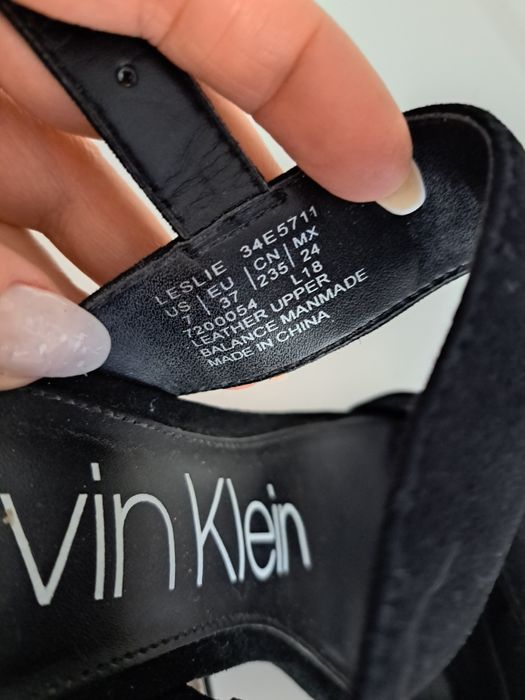 LESLIE 34E5711
US | EU | CN | MX
7 | 37 | 235 | 24
7200054 L18
LEATHER UPPER
BALANCE MANMADE
MADE IN CHINA
vin Klein